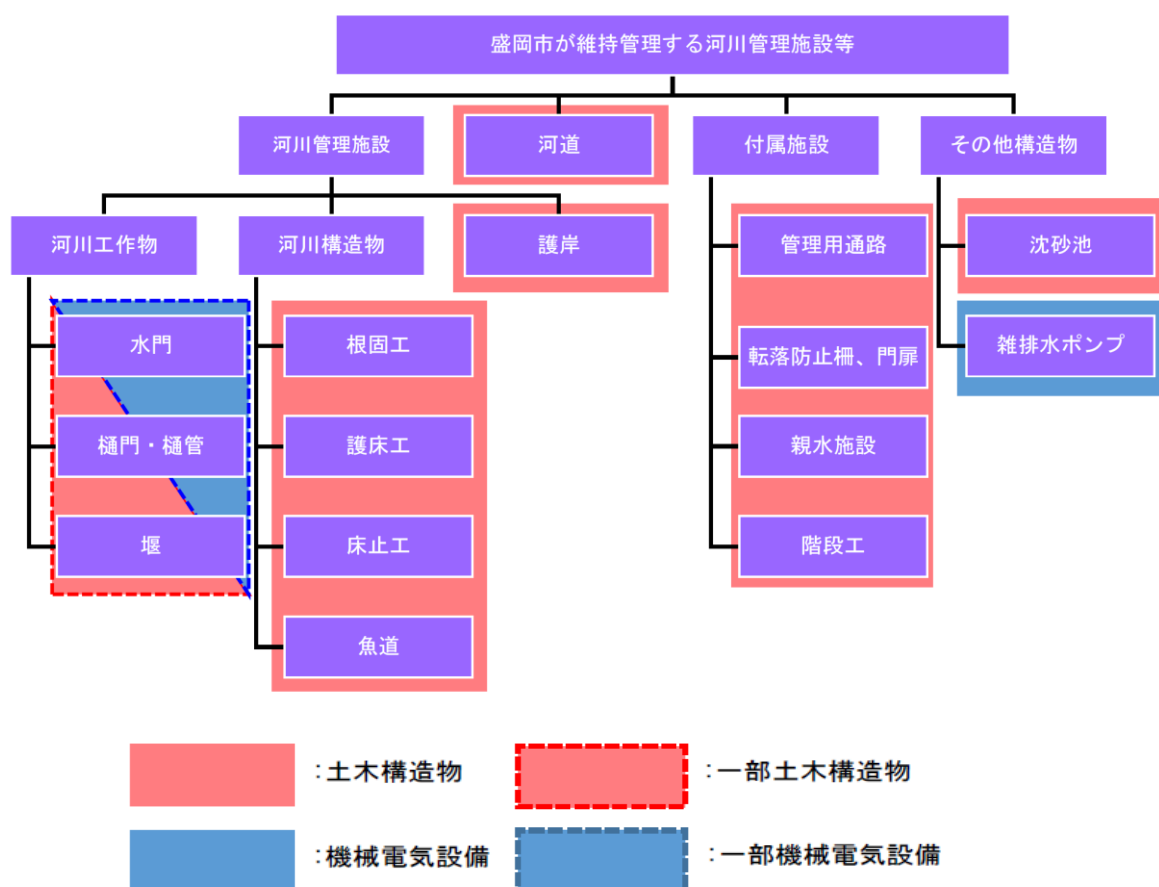 盛岡市が維持管理する河川管理施設等
河川管理施設
河道
付属施設
その他構造物
河川工作物
河川構造物
護岸
管理用通路
沈砂池
水門
根固工
転落防止柵、門扉
雑排水ポンプ
樋門・樋管
護床工
親水施設
堰
床止工
階段工
魚道
：土木構造物
：一部土木構造物
：機械電気設備
：一部機械電気設備